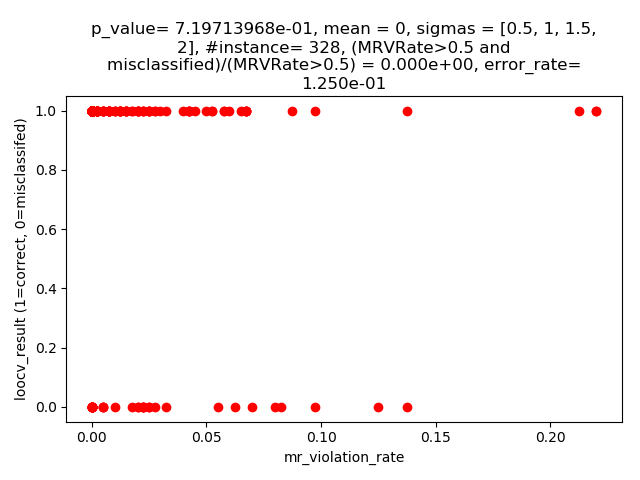 p_value= 7.19713968e-01, mean = 0, sigmas = [0.5, 1, 1.5,
2], #instance= 328, (MRVRate>0.5 and
misclassified)/(MRVRate>0.5) = 0.000e+00, error_rate=
1.250e-01
loocv_result (1=correct, 0=misclassifed)
1.0
0.8
0.6
0.4
0.2
0.0
0.00 0.05 0.10 0.15 0.20
mr_violation_rate